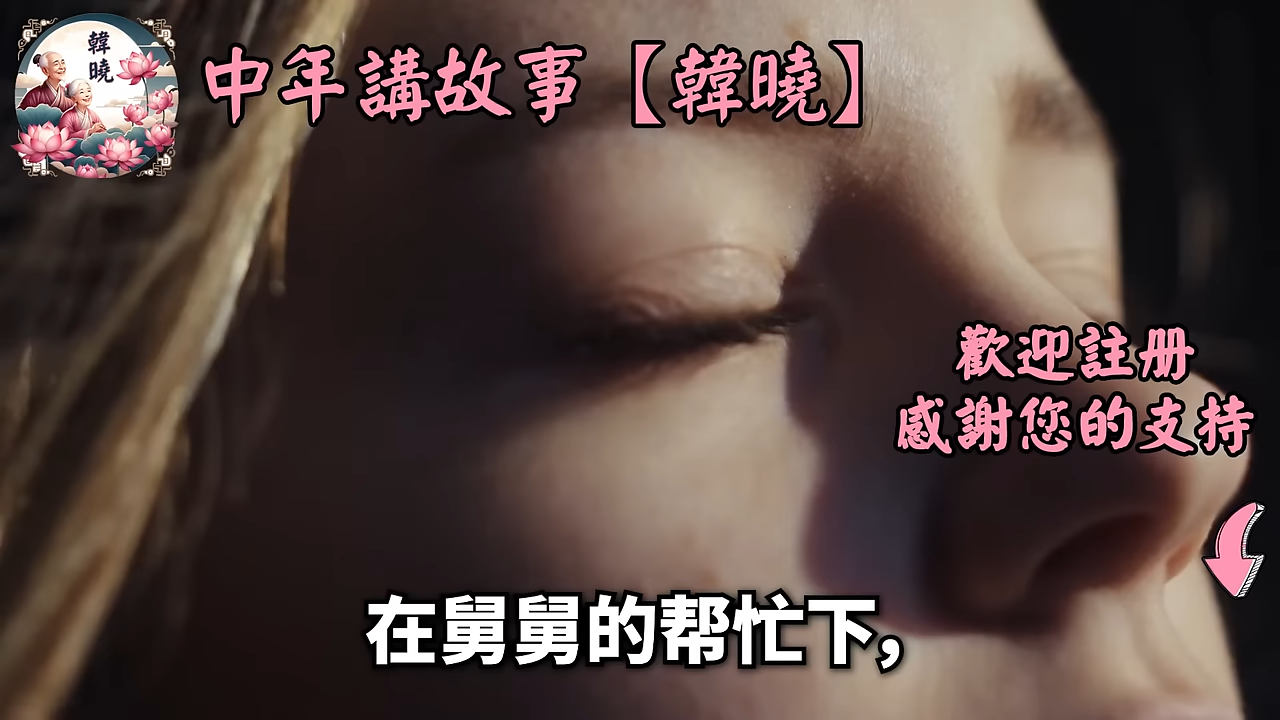 韓
曉
中年講故事【韓曉】
歡迎註册
感謝您的支持
在舅舅的帮忙下,